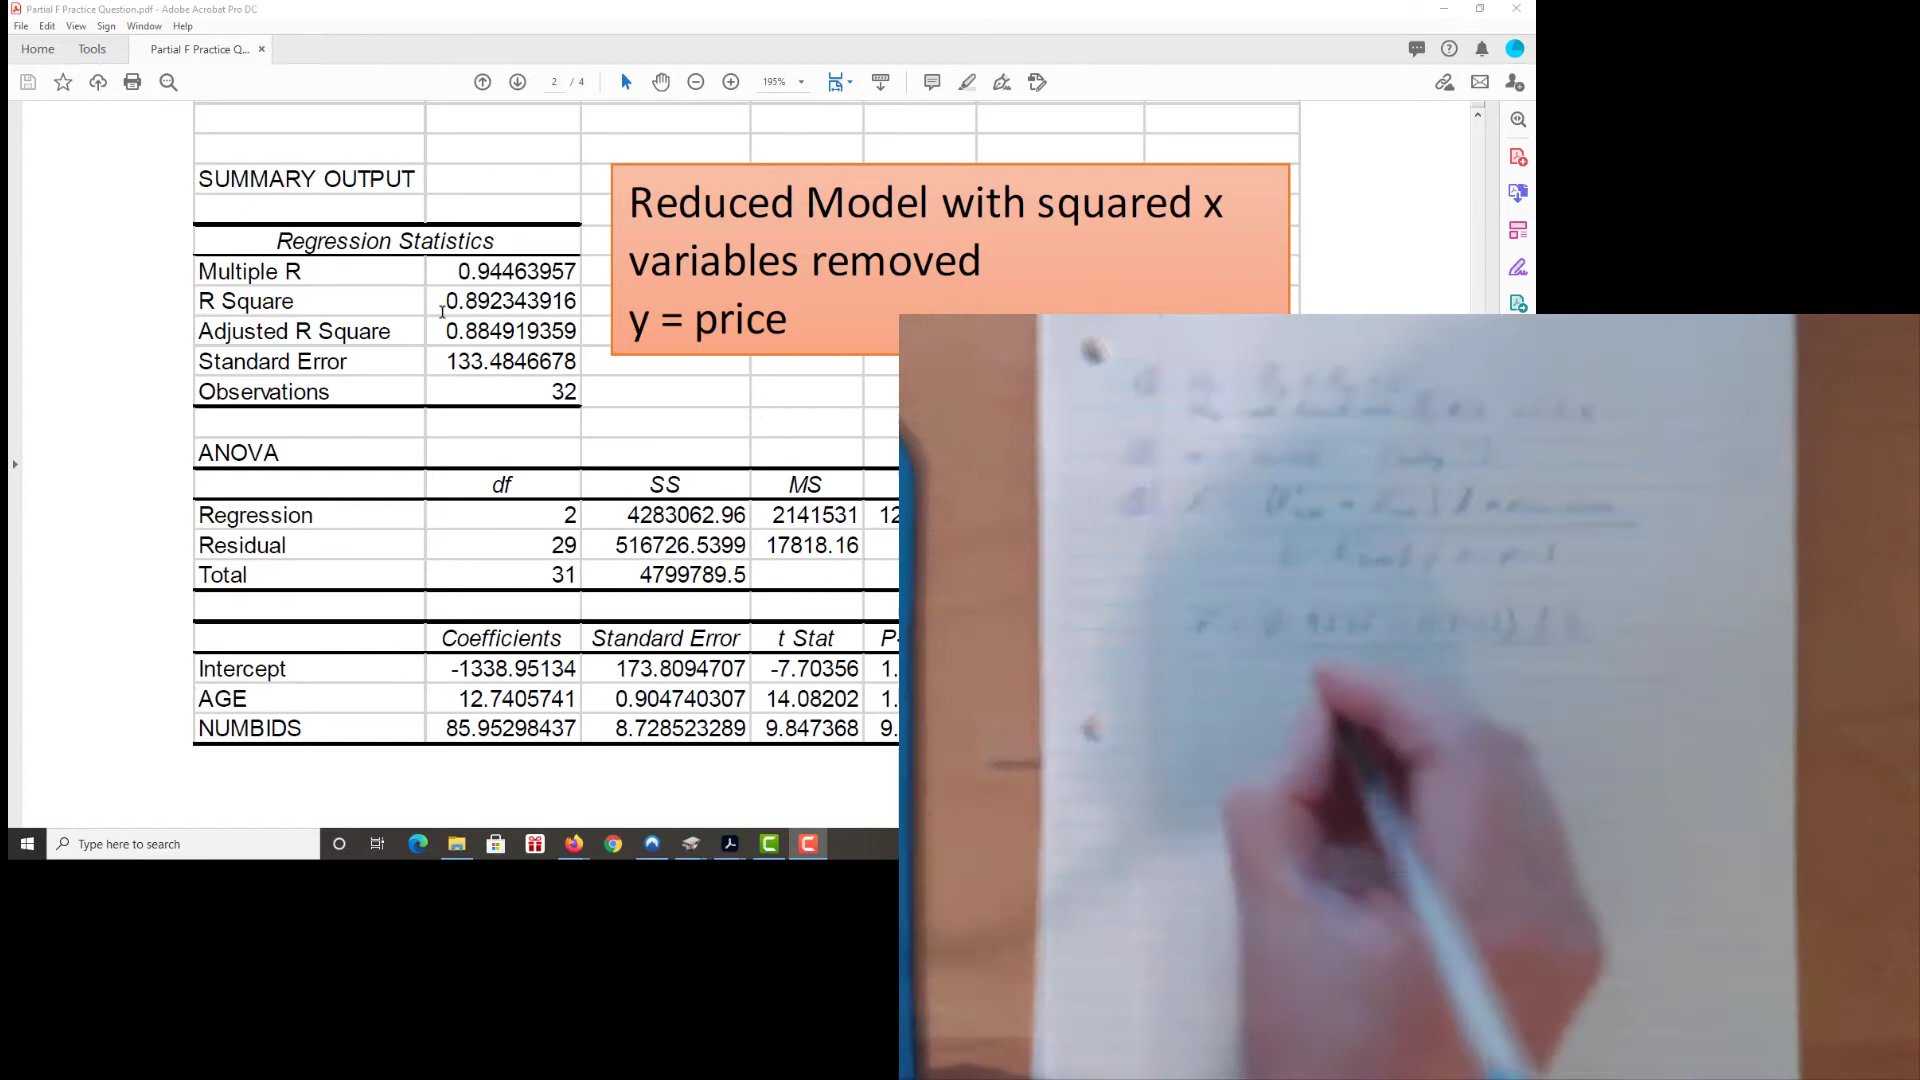 Partial F Practice Question.pdf - Adobe Acrobat Pro DC
File Edit View Sign Window Help
Home Tools Partial F Practice Q... ×
2 / 4 195%
SUMMARY OUTPUT
Reduced Model with squared x
variables removed
y = price
Regression Statistics
Multiple R 0.94463957
R Square 0.892343916
Adjusted R Square 0.884919359
Standard Error 133.4846678
Observations 32
ANOVA
df SS MS
Regression 2 4283062.96 2141531 12
Residual 29 516726.5399 17818.16
Total 31 4799789.5
Coefficients Standard Error t Stat P-
Intercept -1338.95134 173.8094707 -7.70356 1.
AGE 12.7405741 0.904740307 14.08202 1.
NUMBIDS 85.95298437 8.728523289 9.847368 9.
Type here to search